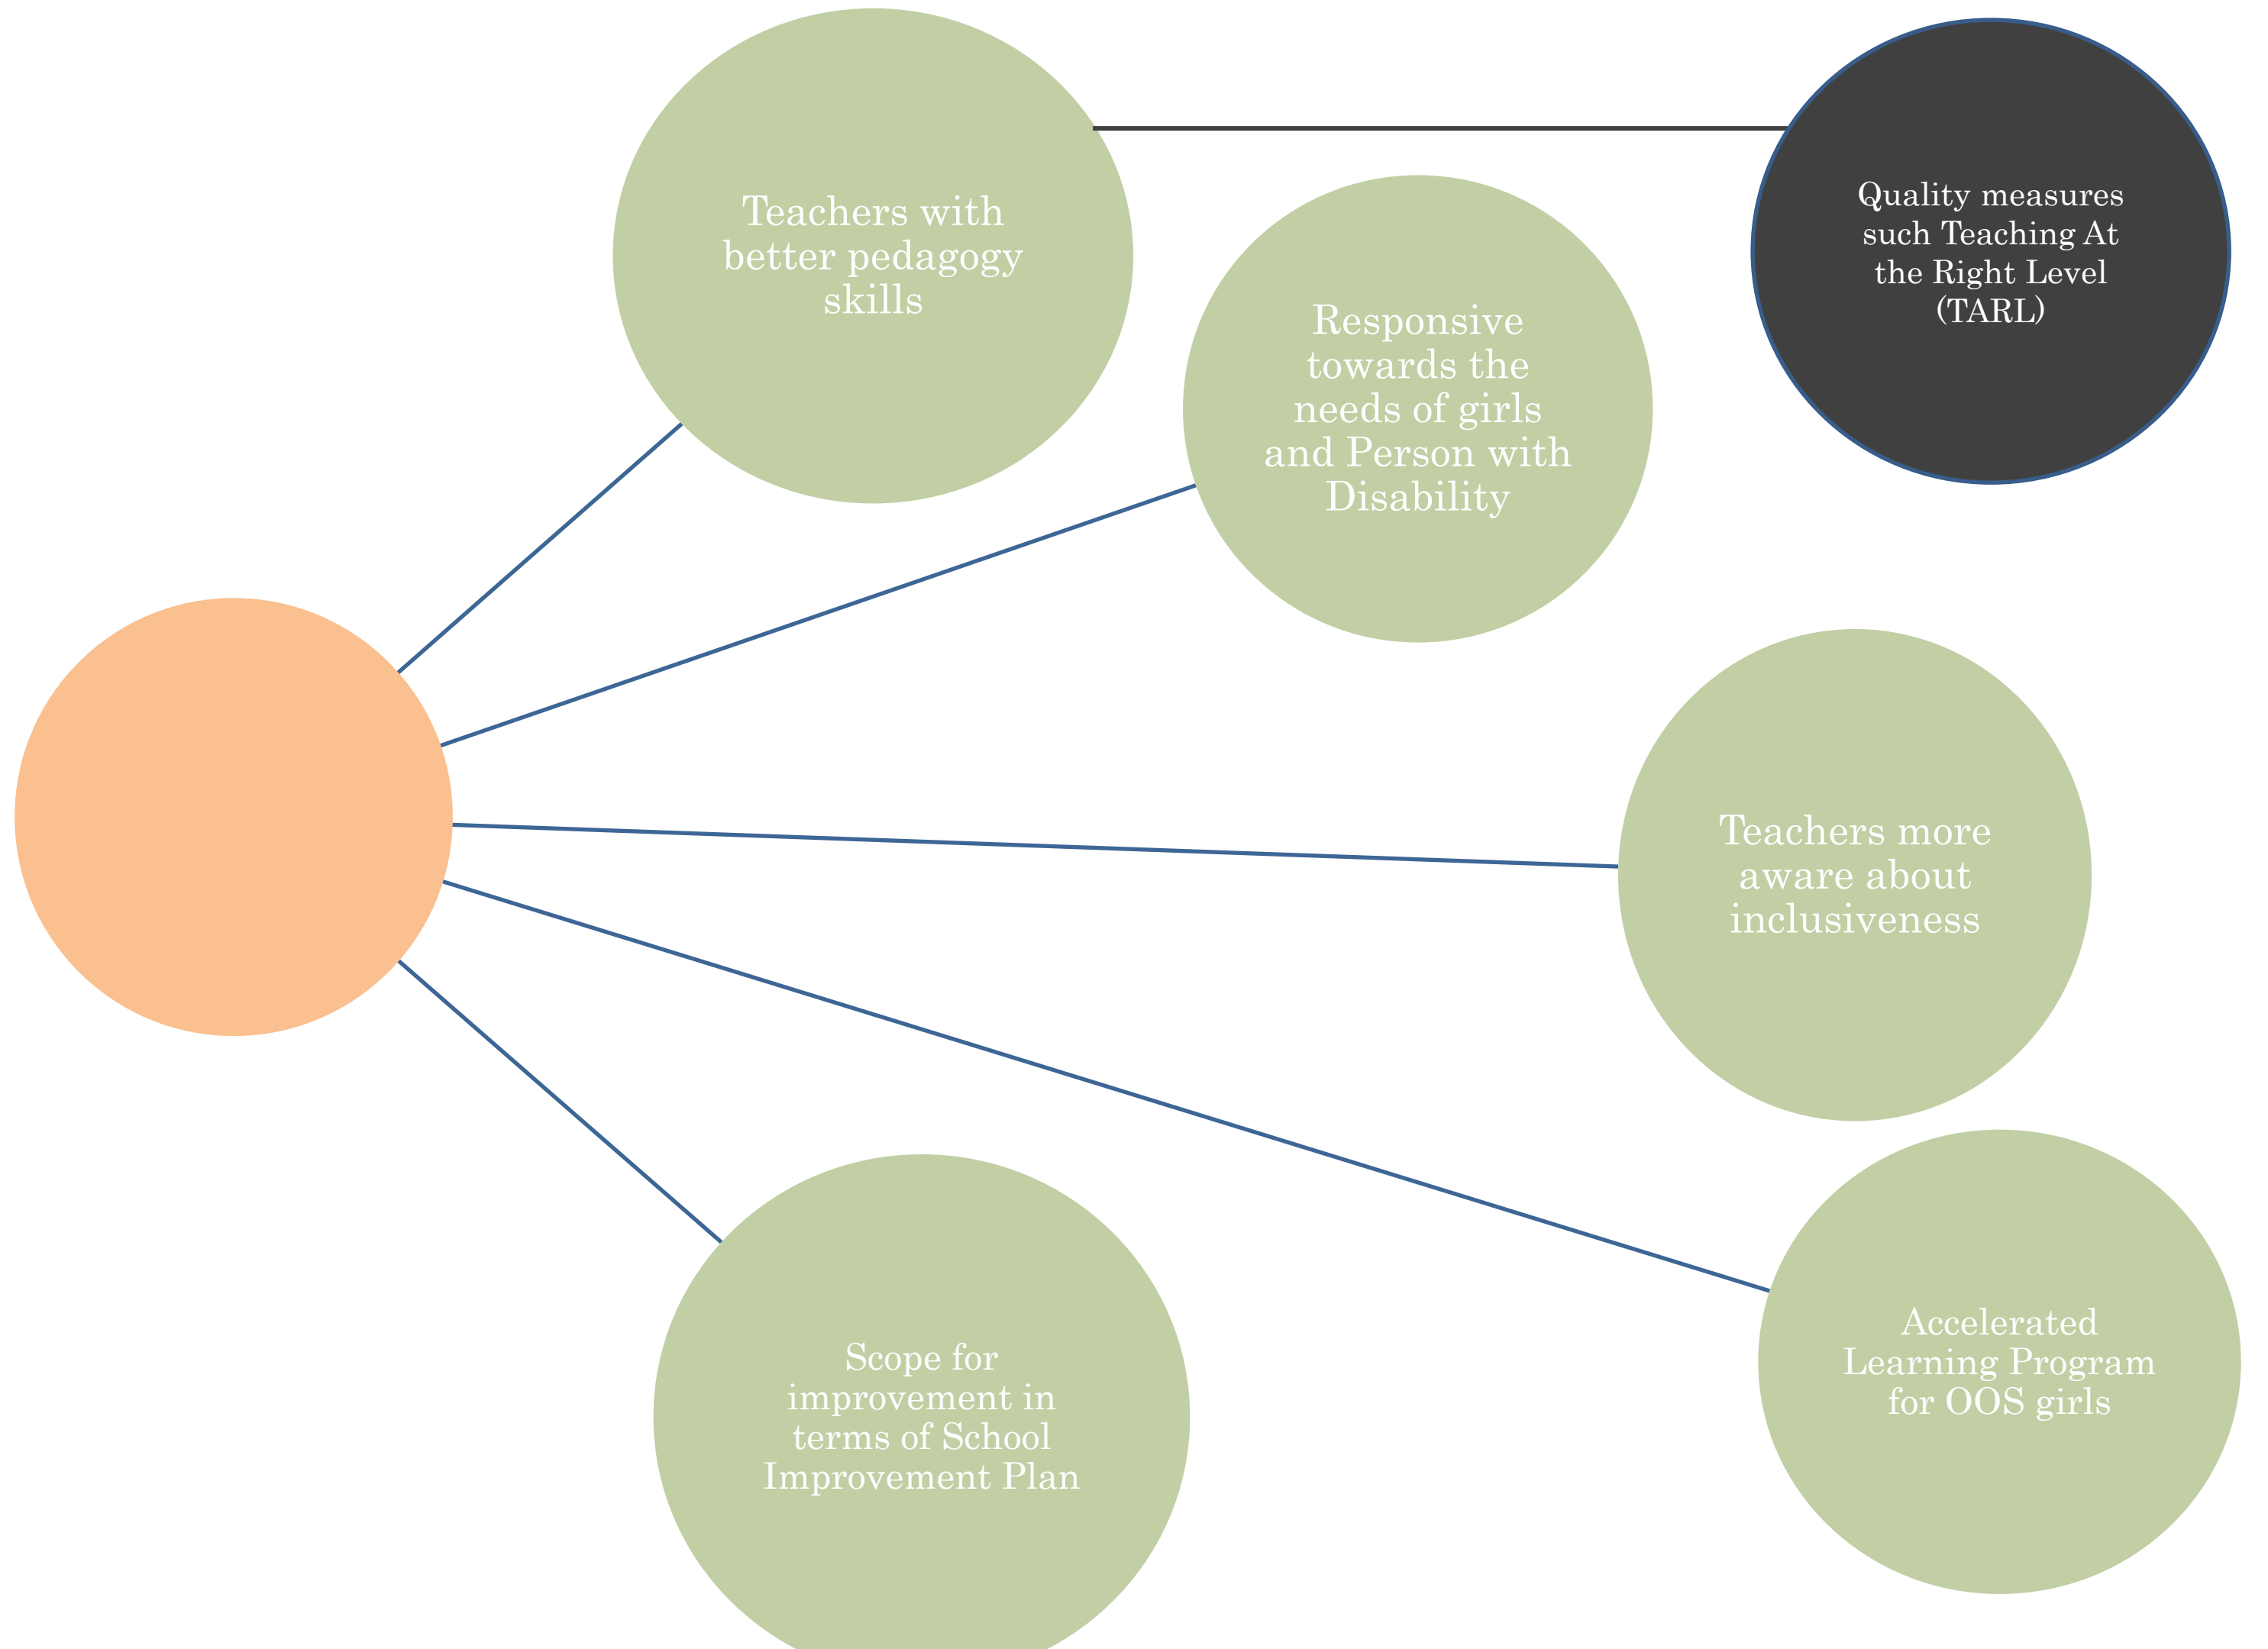 Teachers with
better pedagogy
skills
Quality measures
such Teaching At
the Right Level
(TARL)
Responsive
towards the
needs of girls
and Person with
Disability
Teachers more
aware about
inclusiveness
Accelerated
Learning Program
for OOS girls
Scope for
improvement in
terms of School
Improvement Plan